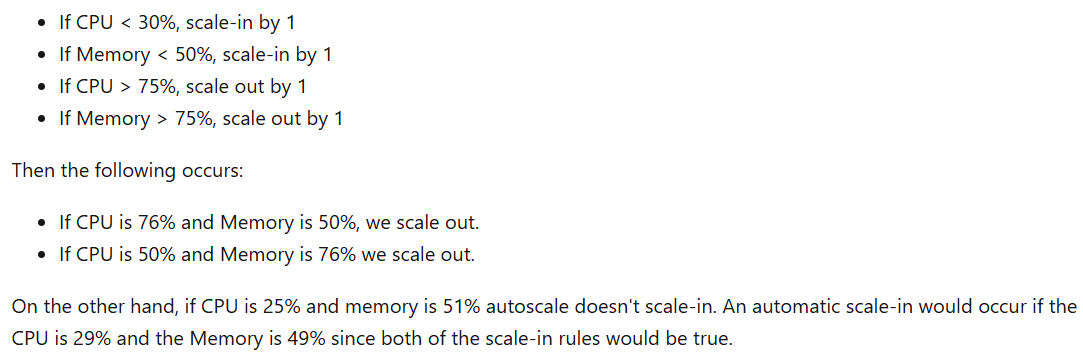 • If CPU < 30%, scale-in by 1
• If Memory < 50%, scale-in by 1
• If CPU > 75%, scale out by 1
• If Memory > 75%, scale out by 1
Then the following occurs:
• If CPU is 76% and Memory is 50%, we scale out.
• If CPU is 50% and Memory is 76% we scale out.
On the other hand, if CPU is 25% and memory is 51% autoscale doesn't scale-in. An automatic scale-in would occur if the
CPU is 29% and the Memory is 49% since both of the scale-in rules would be true.